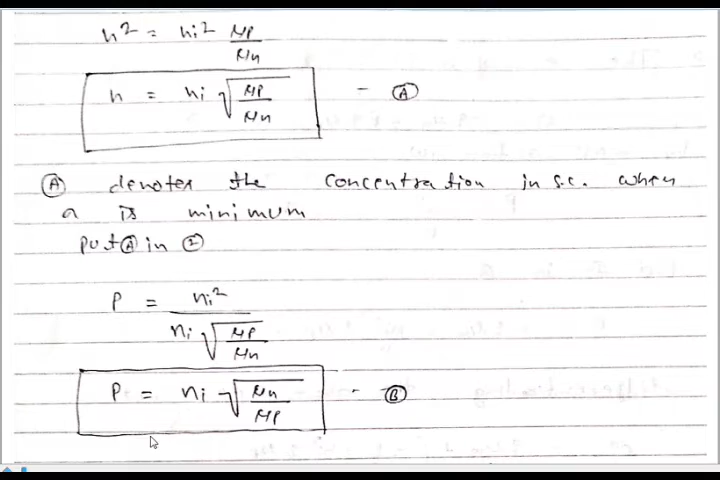 n² = ni² μp/μn
n = ni √(μp/μn) - Ⓐ
Ⓐ denotes the concentration in s.c. when
σ is minimum
put Ⓐ in ②
P = ni² / (ni √(μp/μn))
P = ni √(μn/μp) - Ⓑ